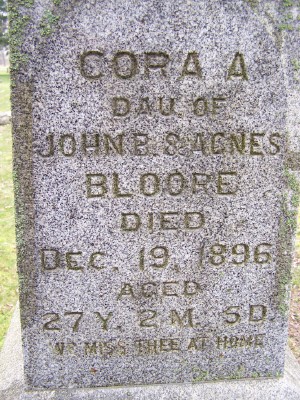 CORA A
DAU OF
JOHN B & AGNES
BLOORE
DIED
DEC. 19, 1896
AGED
27 Y. 2 M. 5 D.
WE MISS THEE AT HOME